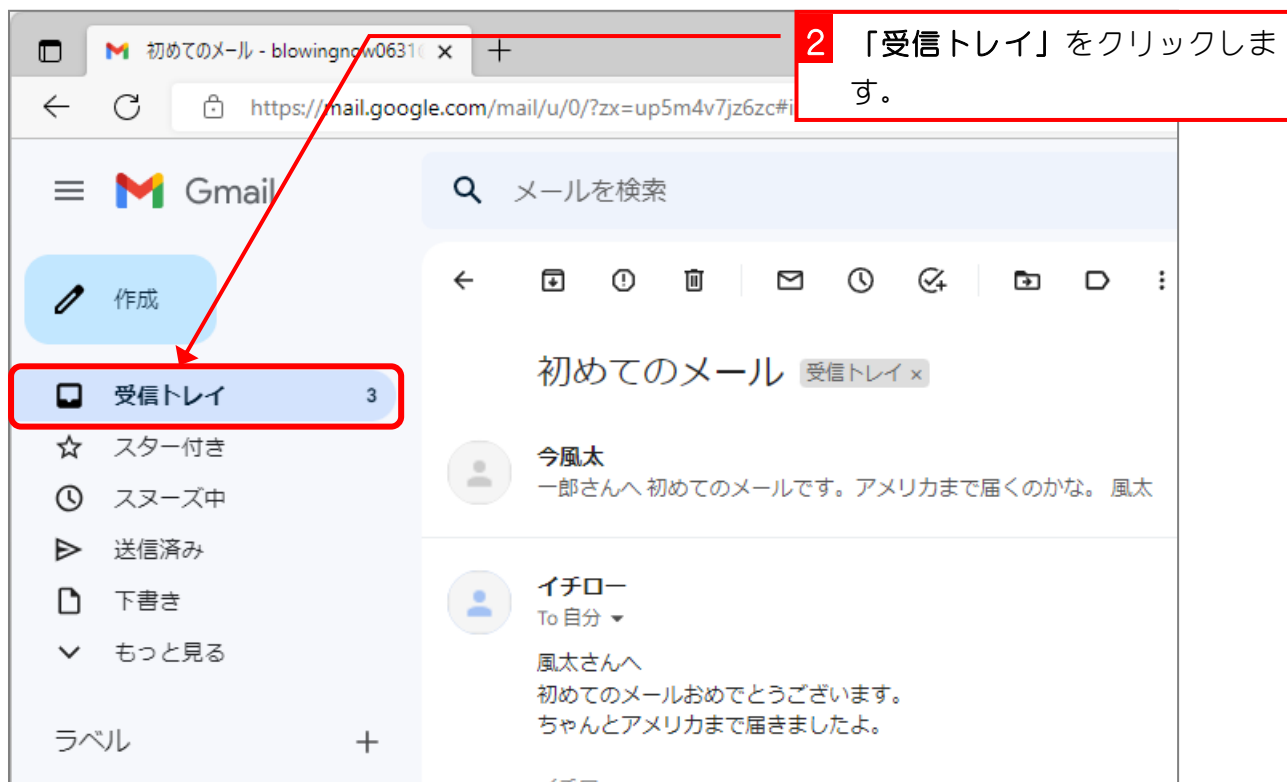 初めてのメール - blowingnow0631
2 「受信トレイ」をクリックしま
す。
https://mail.google.com/mail/u/0/?zx=up5m4v7jz6zc#i
Gmail
メールを検索
作成
初めてのメール 受信トレイ ×
受信トレイ 3
スター付き
スヌーズ中
送信済み
下書き
もっと見る
ラベル +
今風太
一郎さんへ 初めてのメールです。アメリカまで届くのかな。 風太
イチロー
To 自分
風太さんへ
初めてのメールおめでとうございます。
ちゃんとアメリカまで届きましたよ。